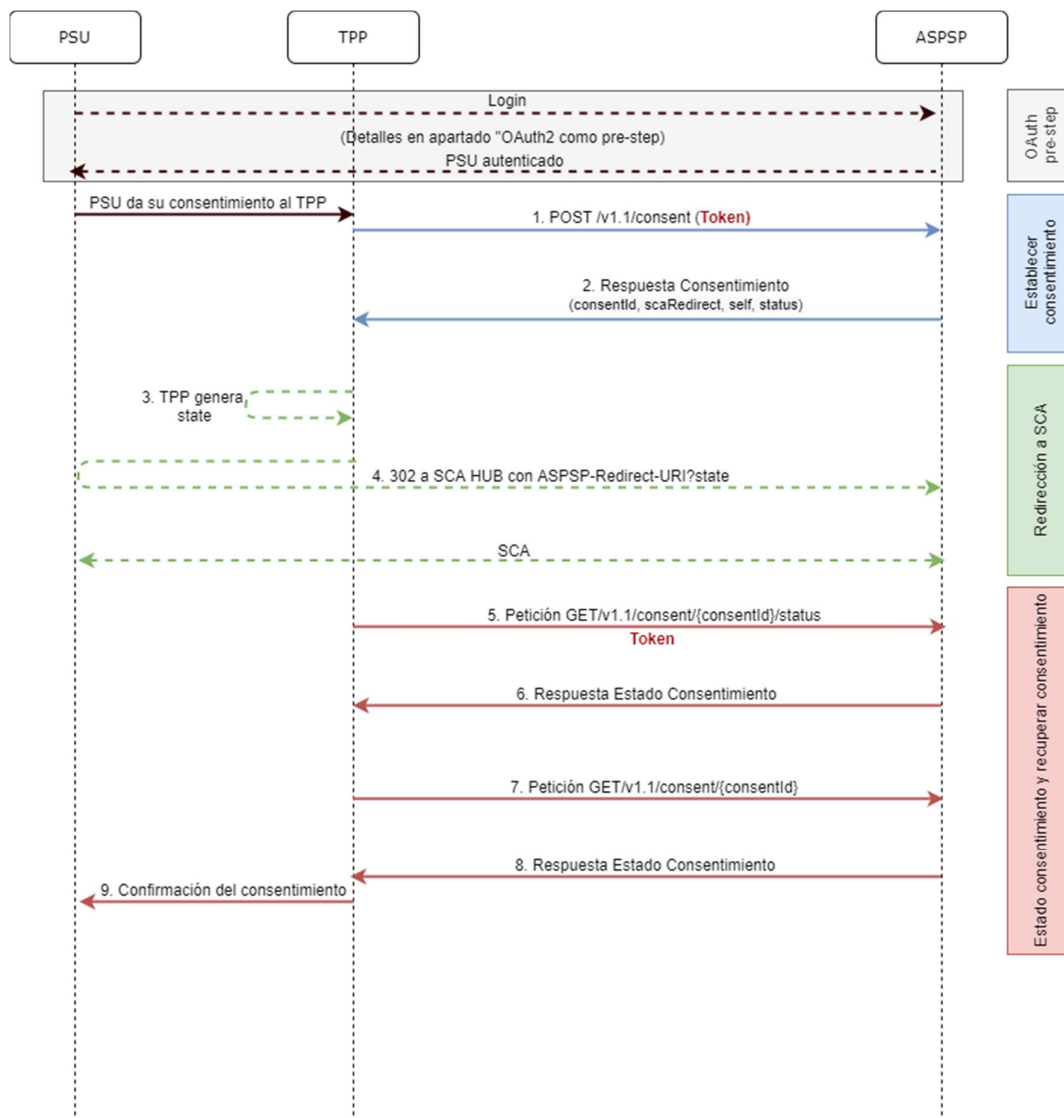 PSU
TPP
ASPSP
Login
(Detalles en apartado "OAuth2 como pre-step)
PSU autenticado
OAuth
pre-step
PSU da su consentimiento al TPP
1. POST /v1.1/consent (Token)
2. Respuesta Consentimiento
(consentId, scaRedirect, self, status)
Establecer
consentimiento
3. TPP genera
state
4. 302 a SCA HUB con ASPSP-Redirect-URI?state
SCA
Redirección a SCA
5. Petición GET/v1.1/consent/{consentId}/status
Token
6. Respuesta Estado Consentimiento
7. Petición GET/v1.1/consent/{consentId}
8. Respuesta Estado Consentimiento
9. Confirmación del consentimiento
Estado consentimiento y recuperar consentimiento